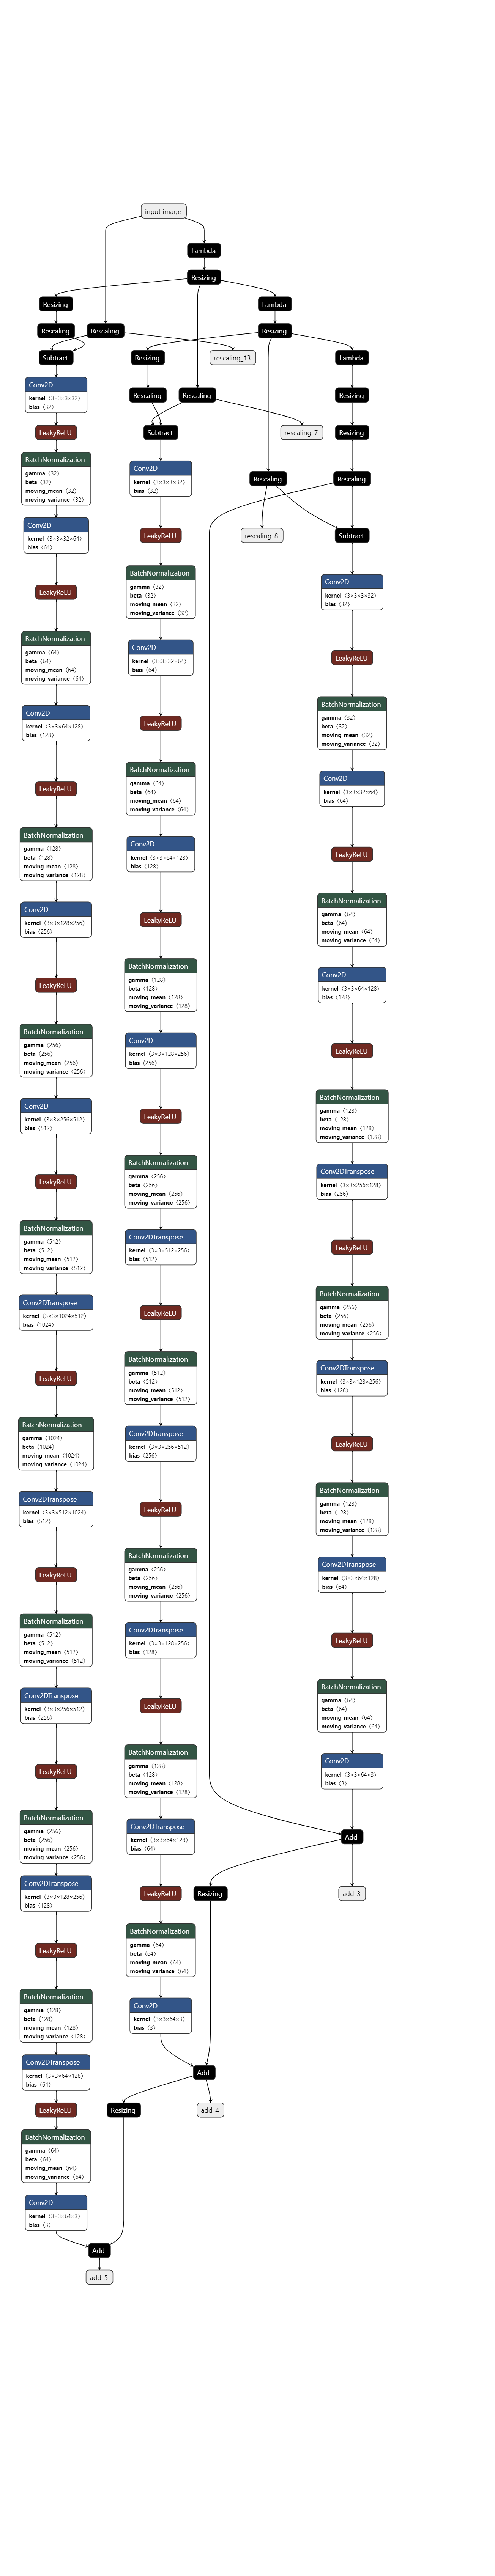 input image
Lambda
Resizing
Resizing
Lambda
Rescaling
Rescaling
Resizing
Subtract
Resizing
rescaling_13
Lambda
Rescaling
Rescaling
Resizing
Subtract
rescaling_7
Resizing
Rescaling
Rescaling
rescaling_8
Subtract
Conv2D
kernel ⟨3×3×3×32⟩
bias ⟨32⟩
LeakyReLU
BatchNormalization
gamma ⟨32⟩
beta ⟨32⟩
moving_mean ⟨32⟩
moving_variance ⟨32⟩
Conv2D
kernel ⟨3×3×32×64⟩
bias ⟨64⟩
LeakyReLU
BatchNormalization
gamma ⟨64⟩
beta ⟨64⟩
moving_mean ⟨64⟩
moving_variance ⟨64⟩
Conv2D
kernel ⟨3×3×64×128⟩
bias ⟨128⟩
LeakyReLU
BatchNormalization
gamma ⟨128⟩
beta ⟨128⟩
moving_mean ⟨128⟩
moving_variance ⟨128⟩
Conv2D
kernel ⟨3×3×128×256⟩
bias ⟨256⟩
LeakyReLU
BatchNormalization
gamma ⟨256⟩
beta ⟨256⟩
moving_mean ⟨256⟩
moving_variance ⟨256⟩
Conv2D
kernel ⟨3×3×256×512⟩
bias ⟨512⟩
LeakyReLU
BatchNormalization
gamma ⟨512⟩
beta ⟨512⟩
moving_mean ⟨512⟩
moving_variance ⟨512⟩
Conv2DTranspose
kernel ⟨3×3×1024×512⟩
bias ⟨1024⟩
LeakyReLU
BatchNormalization
gamma ⟨1024⟩
beta ⟨1024⟩
moving_mean ⟨1024⟩
moving_variance ⟨1024⟩
Conv2DTranspose
kernel ⟨3×3×512×1024⟩
bias ⟨512⟩
LeakyReLU
BatchNormalization
gamma ⟨512⟩
beta ⟨512⟩
moving_mean ⟨512⟩
moving_variance ⟨512⟩
Conv2DTranspose
kernel ⟨3×3×256×512⟩
bias ⟨256⟩
LeakyReLU
BatchNormalization
gamma ⟨256⟩
beta ⟨256⟩
moving_mean ⟨256⟩
moving_variance ⟨256⟩
Conv2DTranspose
kernel ⟨3×3×128×256⟩
bias ⟨128⟩
LeakyReLU
BatchNormalization
gamma ⟨128⟩
beta ⟨128⟩
moving_mean ⟨128⟩
moving_variance ⟨128⟩
Conv2DTranspose
kernel ⟨3×3×64×128⟩
bias ⟨64⟩
LeakyReLU
BatchNormalization
gamma ⟨64⟩
beta ⟨64⟩
moving_mean ⟨64⟩
moving_variance ⟨64⟩
Conv2D
kernel ⟨3×3×64×3⟩
bias ⟨3⟩
Conv2D
kernel ⟨3×3×3×32⟩
bias ⟨32⟩
LeakyReLU
BatchNormalization
gamma ⟨32⟩
beta ⟨32⟩
moving_mean ⟨32⟩
moving_variance ⟨32⟩
Conv2D
kernel ⟨3×3×32×64⟩
bias ⟨64⟩
LeakyReLU
BatchNormalization
gamma ⟨64⟩
beta ⟨64⟩
moving_mean ⟨64⟩
moving_variance ⟨64⟩
Conv2D
kernel ⟨3×3×64×128⟩
bias ⟨128⟩
LeakyReLU
BatchNormalization
gamma ⟨128⟩
beta ⟨128⟩
moving_mean ⟨128⟩
moving_variance ⟨128⟩
Conv2D
kernel ⟨3×3×128×256⟩
bias ⟨256⟩
LeakyReLU
BatchNormalization
gamma ⟨256⟩
beta ⟨256⟩
moving_mean ⟨256⟩
moving_variance ⟨256⟩
Conv2DTranspose
kernel ⟨3×3×512×256⟩
bias ⟨512⟩
LeakyReLU
BatchNormalization
gamma ⟨512⟩
beta ⟨512⟩
moving_mean ⟨512⟩
moving_variance ⟨512⟩
Conv2DTranspose
kernel ⟨3×3×256×512⟩
bias ⟨256⟩
LeakyReLU
BatchNormalization
gamma ⟨256⟩
beta ⟨256⟩
moving_mean ⟨256⟩
moving_variance ⟨256⟩
Conv2DTranspose
kernel ⟨3×3×128×256⟩
bias ⟨128⟩
LeakyReLU
BatchNormalization
gamma ⟨128⟩
beta ⟨128⟩
moving_mean ⟨128⟩
moving_variance ⟨128⟩
Conv2DTranspose
kernel ⟨3×3×64×128⟩
bias ⟨64⟩
LeakyReLU
BatchNormalization
gamma ⟨64⟩
beta ⟨64⟩
moving_mean ⟨64⟩
moving_variance ⟨64⟩
Conv2D
kernel ⟨3×3×64×3⟩
bias ⟨3⟩
Conv2D
kernel ⟨3×3×3×32⟩
bias ⟨32⟩
LeakyReLU
BatchNormalization
gamma ⟨32⟩
beta ⟨32⟩
moving_mean ⟨32⟩
moving_variance ⟨32⟩
Conv2D
kernel ⟨3×3×32×64⟩
bias ⟨64⟩
LeakyReLU
BatchNormalization
gamma ⟨64⟩
beta ⟨64⟩
moving_mean ⟨64⟩
moving_variance ⟨64⟩
Conv2D
kernel ⟨3×3×64×128⟩
bias ⟨128⟩
LeakyReLU
BatchNormalization
gamma ⟨128⟩
beta ⟨128⟩
moving_mean ⟨128⟩
moving_variance ⟨128⟩
Conv2DTranspose
kernel ⟨3×3×256×128⟩
bias ⟨256⟩
LeakyReLU
BatchNormalization
gamma ⟨256⟩
beta ⟨256⟩
moving_mean ⟨256⟩
moving_variance ⟨256⟩
Conv2DTranspose
kernel ⟨3×3×128×256⟩
bias ⟨128⟩
LeakyReLU
BatchNormalization
gamma ⟨128⟩
beta ⟨128⟩
moving_mean ⟨128⟩
moving_variance ⟨128⟩
Conv2DTranspose
kernel ⟨3×3×64×128⟩
bias ⟨64⟩
LeakyReLU
BatchNormalization
gamma ⟨64⟩
beta ⟨64⟩
moving_mean ⟨64⟩
moving_variance ⟨64⟩
Conv2D
kernel ⟨3×3×64×3⟩
bias ⟨3⟩
Add
Resizing
add_3
Add
Resizing
add_4
Add
add_5